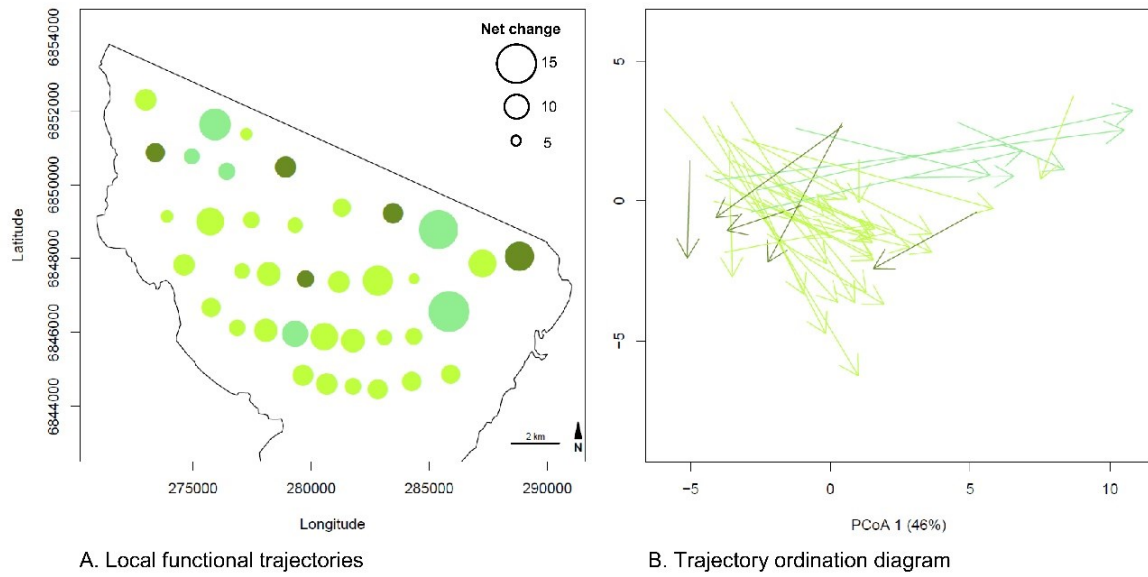 Net change
15
10
5
6854000
6852000
6850000
6848000
6846000
6844000
Latitude
2 km
N
275000 280000 285000 290000
Longitude
A. Local functional trajectories
5
0
−5
−5 0 5 10
PCoA 1 (46%)
B. Trajectory ordination diagram